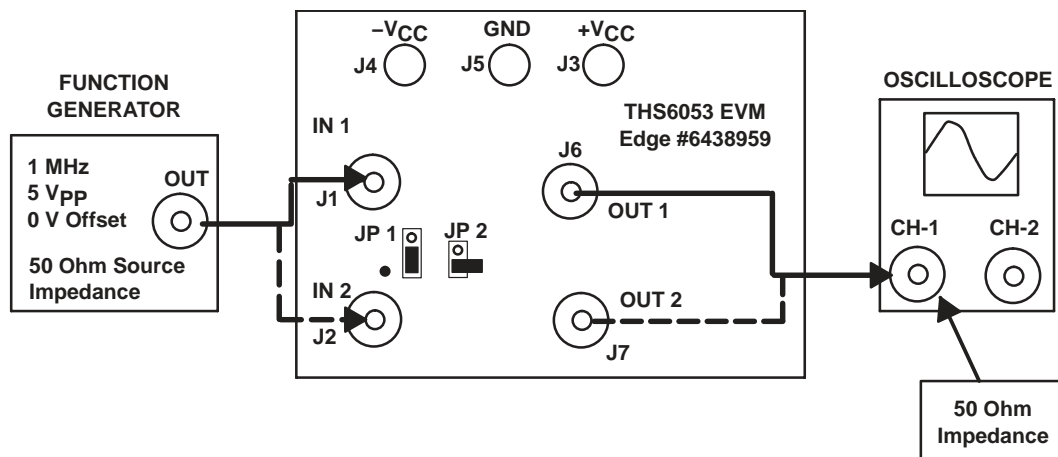 –VCC
GND
+VCC
J4
J5
J3
FUNCTION
GENERATOR
OSCILLOSCOPE
THS6053 EVM
Edge #6438959
IN 1
J6
1 MHz
5 VPP
0 V Offset
OUT
J1
OUT 1
50 Ohm Source
Impedance
JP 1
JP 2
CH-1
CH-2
IN 2
J2
OUT 2
J7
50 Ohm
Impedance